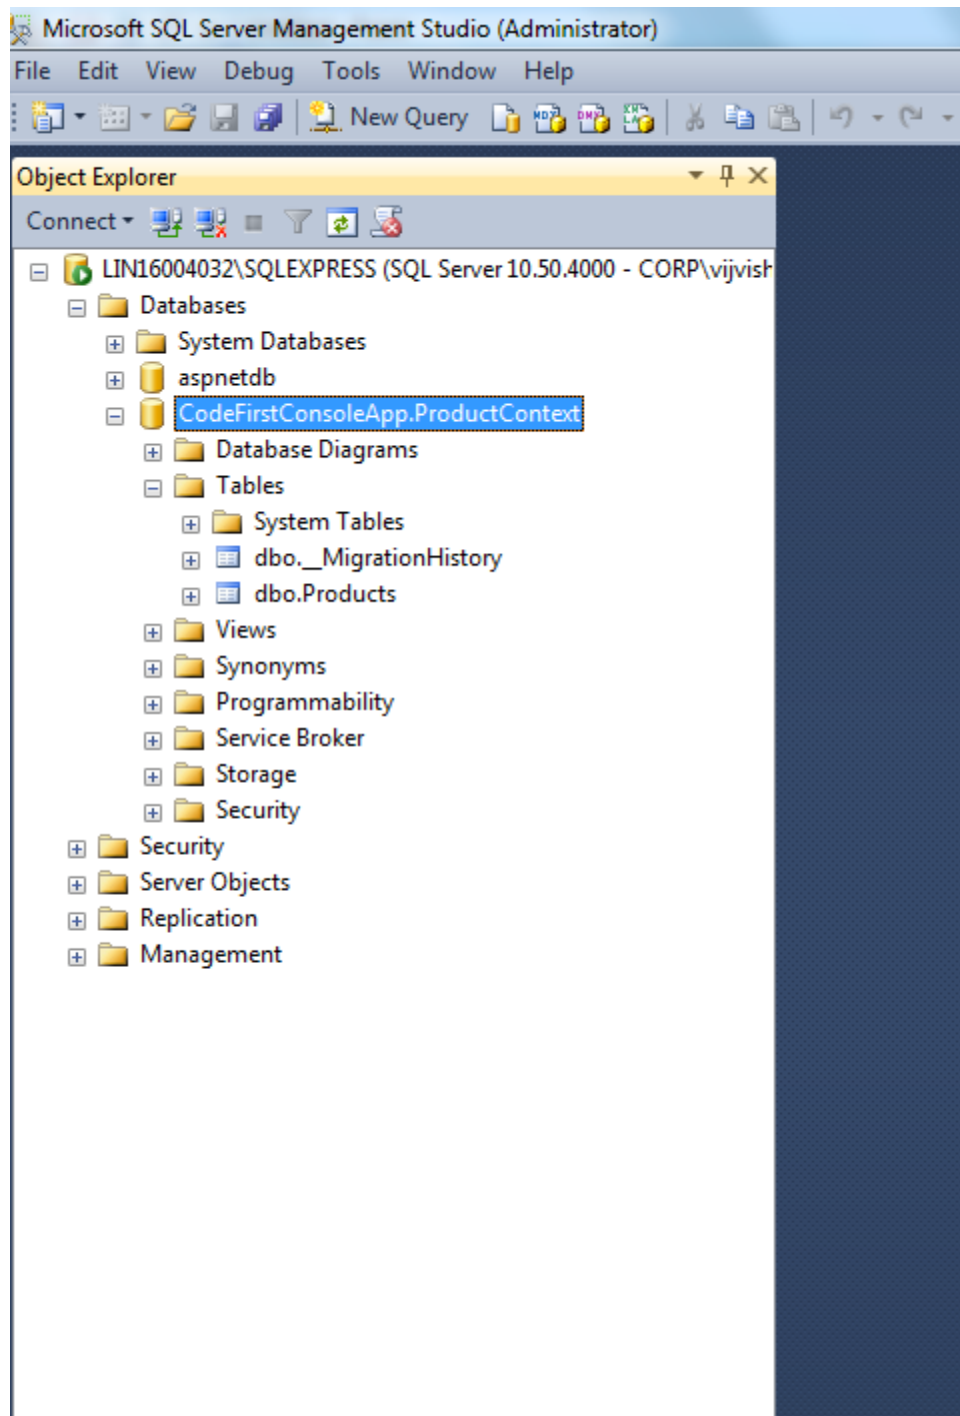 Microsoft SQL Server Management Studio (Administrator)
File Edit View Debug Tools Window Help
New Query
Object Explorer
Connect
LIN16004032\SQLEXPRESS (SQL Server 10.50.4000 - CORP\vijvish
Databases
System Databases
aspnetdb
CodeFirstConsoleApp.ProductContext
Database Diagrams
Tables
System Tables
dbo.__MigrationHistory
dbo.Products
Views
Synonyms
Programmability
Service Broker
Storage
Security
Security
Server Objects
Replication
Management